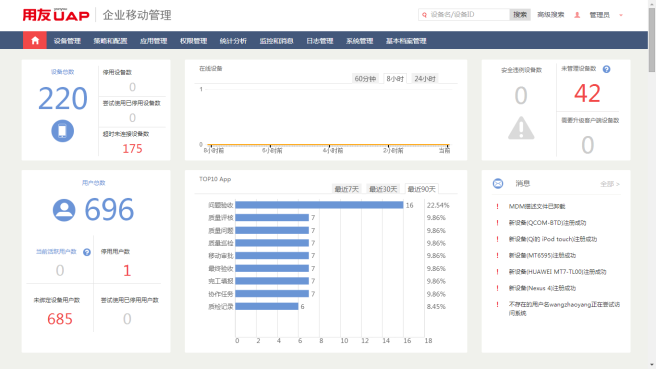 用友UAP 企业移动管理
设备名/设备ID 搜索 高级搜索 管理员
设备管理 策略和配置 应用管理 权限管理 统计分析 监控和消息 日志管理 系统管理 基本档案管理
设备总数
220
停用设备数
0
尝试使用已停用设备数
0
超时未连接设备数
175
在线设备
60分钟 8小时 24小时
1
0
8小时前 6小时前 4小时前 2小时前 当前
安全违例设备数
0
未管理设备数
42
需要升级客户端设备数
0
用户总数
696
当前活跃用户数
0
停用用户数
1
未绑定设备用户数
685
尝试使用已停用用户数
0
TOP10 App
最近7天 最近30天 最近90天
问题验收 16 22.54%
质量评核 7 9.86%
质量问题 7 9.86%
质量巡检 7 9.86%
移动审批 7 9.86%
最终验收 7 9.86%
完工填报 7 9.86%
协作任务 7 9.86%
质检记录 6 8.45%
0 2 4 6 8 10 12 14 16 18
消息 全部 >
! MDM描述文件已卸载
! 新设备(QCOM-BTD)注册成功
! 新设备(Qi的 iPod touch)注册成功
! 新设备(MT6595)注册成功
! 新设备(HUAWEI MT7-TL00)注册成功
! 新设备(Nexus 4)注册成功
! 不存在的用户名wangzhaoyang正在尝试访
问系统